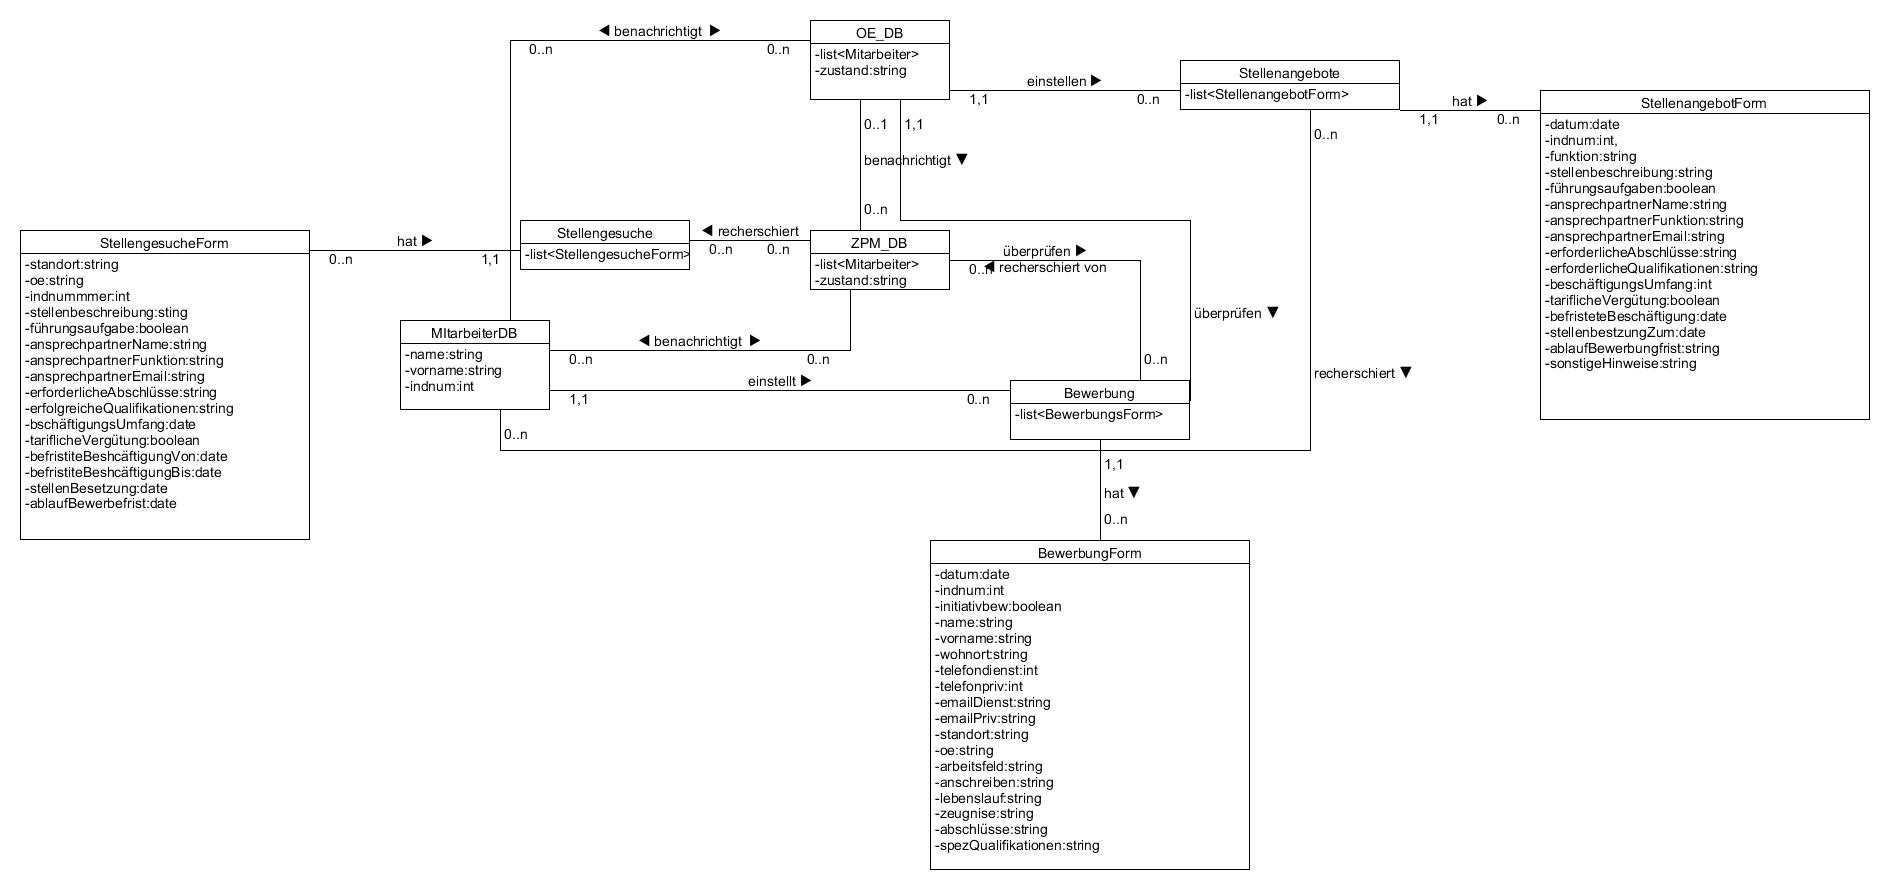 benachrichtigt
0..n
0..n
OE_DB
-list<Mitarbeiter>
-zustand:string
einstellen
1,1
0..n
Stellenangebote
-list<StellenangebotForm>
hat
1,1
0..n
StellenangebotForm
-datum:date
-indnum:int,
-funktion:string
-stellenbeschreibung:string
-führungsaufgaben:boolean
-ansprechpartnerName:string
-ansprechpartnerFunktion:string
-ansprechpartnerEmail:string
-erforderlicheAbschlüsse:string
-erforderlicheQualifikationen:string
-beschäftigungsUmfang:int
-tariflicheVergütung:boolean
-befristeteBeschäftigung:date
-stellenbestzungZum:date
-ablaufBewerbungfrist:string
-sonstigeHinweise:string
0..1
1,1
benachrichtigt
0..n
0..n
recherschiert
0..n
StellengesucheForm
-standort:string
-oe:string
-indnummmer:int
-stellenbeschreibung:sting
-führungsaufgabe:boolean
-ansprechpartnerName:string
-ansprechpartnerFunktion:string
-ansprechpartnerEmail:string
-erforderlicheAbschlüsse:string
-erfolgreicheQualifikationen:string
-bschäftigungsUmfang:date
-tariflicheVergütung:boolean
-befristiteBeshcäftigungVon:date
-befristiteBeshcäftigungBis:date
-stellenBesetzung:date
-ablaufBewerbefrist:date
hat
0..n
1,1
Stellengesuche
-list<StellengesucheForm>
recherschiert
0..n
0..n
ZPM_DB
-list<Mitarbeiter>
-zustand:string
überprüfen
0..n
recherschiert von
0..n
überprüfen
MItarbeiterDB
-name:string
-vorname:string
-indnum:int
benachrichtigt
0..n
0..n
einstellt
1,1
0..n
Bewerbung
-list<BewerbungsForm>
1,1
hat
0..n
BewerbungForm
-datum:date
-indnum:int
-initiativbew:boolean
-name:string
-vorname:string
-wohnort:string
-telefondienst:int
-telefonpriv:int
-emailDienst:string
-emailPriv:string
-standort:string
-oe:string
-arbeitsfeld:string
-anschreiben:string
-lebenslauf:string
-zeugnise:string
-abschlüsse:string
-spezQualifikationen:string